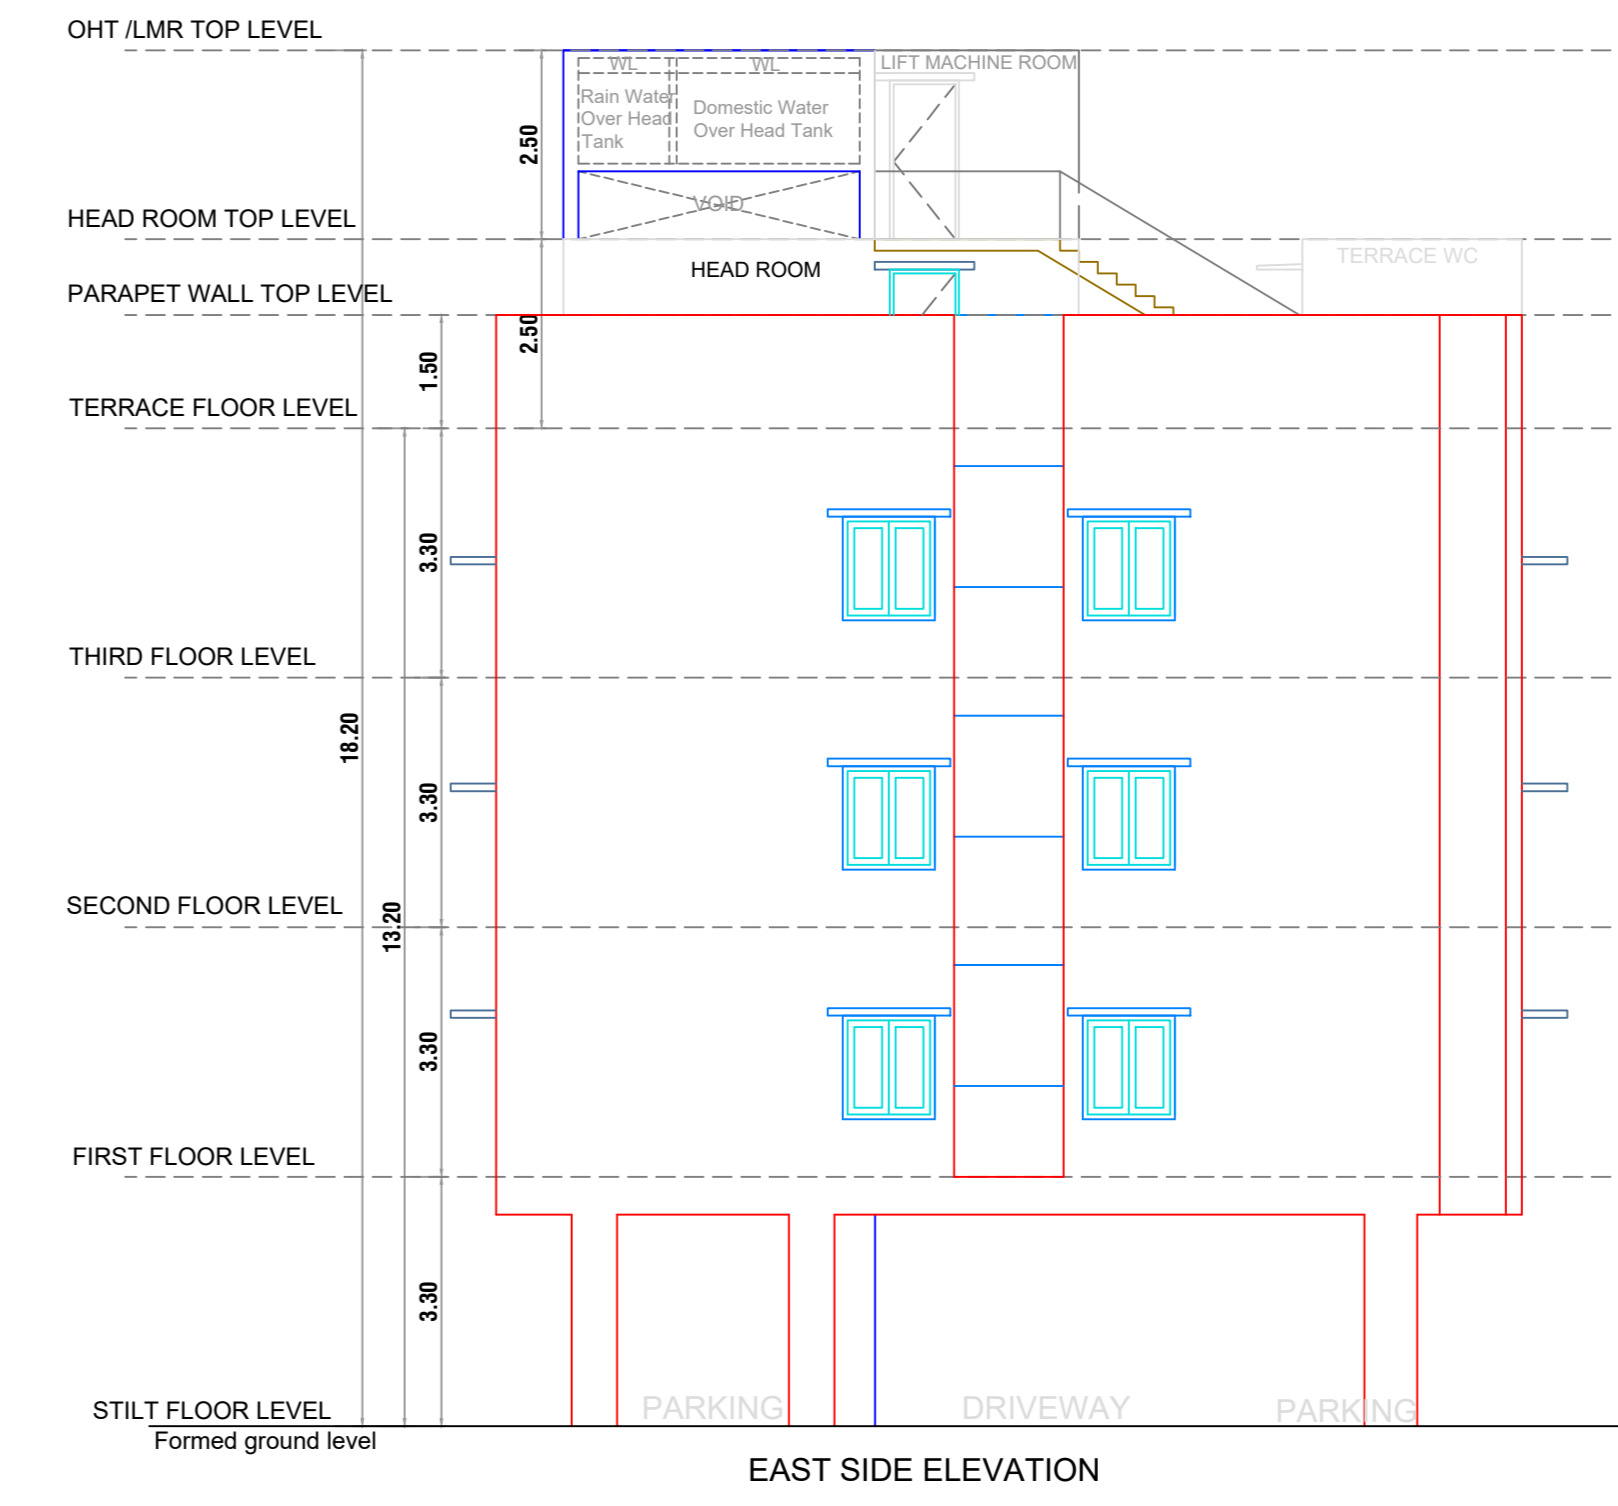 OHT /LMR TOP LEVEL
WL
WL
LIFT MACHINE ROOM
Rain Water
Over Head
Tank
Domestic Water
Over Head Tank
2.50
VOID
HEAD ROOM TOP LEVEL
HEAD ROOM
TERRACE WC
PARAPET WALL TOP LEVEL
2.50
1.50
TERRACE FLOOR LEVEL
3.30
THIRD FLOOR LEVEL
18.20
3.30
SECOND FLOOR LEVEL
13.20
3.30
FIRST FLOOR LEVEL
3.30
PARKING
DRIVEWAY
PARKING
STILT FLOOR LEVEL
Formed ground level
EAST SIDE ELEVATION